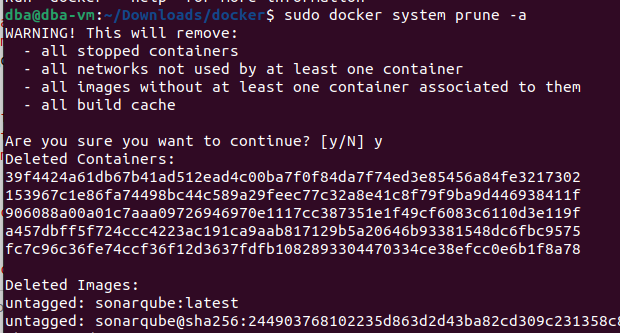 dba@dba-vm:~/Downloads/docker$ sudo docker system prune -a
WARNING! This will remove:
  - all stopped containers
  - all networks not used by at least one container
  - all images without at least one container associated to them
  - all build cache
Are you sure you want to continue? [y/N] y
Deleted Containers:
39f4424a61db67b41ad512ead4c00ba7f0f84da7f74ed3e85456a84fe3217302
153967c1e86fa74498bc44c589a29feec77c32a8e41c8f79f9ba9d446938411f
906088a00a01c7aaa09726946970e1117cc387351e1f49cf6083c6110d3e119f
a457dbff5f724ccc4223ac191ca9aab817129b5a20646b93381548dc6fbc9575
fc7c96c36fe74ccf36f12d3637fdfb1082893304470334ce38efcc0e6b1f8a78
Deleted Images:
untagged: sonarqube:latest
untagged: sonarqube@sha256:244903768102235d863d2d43ba82cd309c231358c8